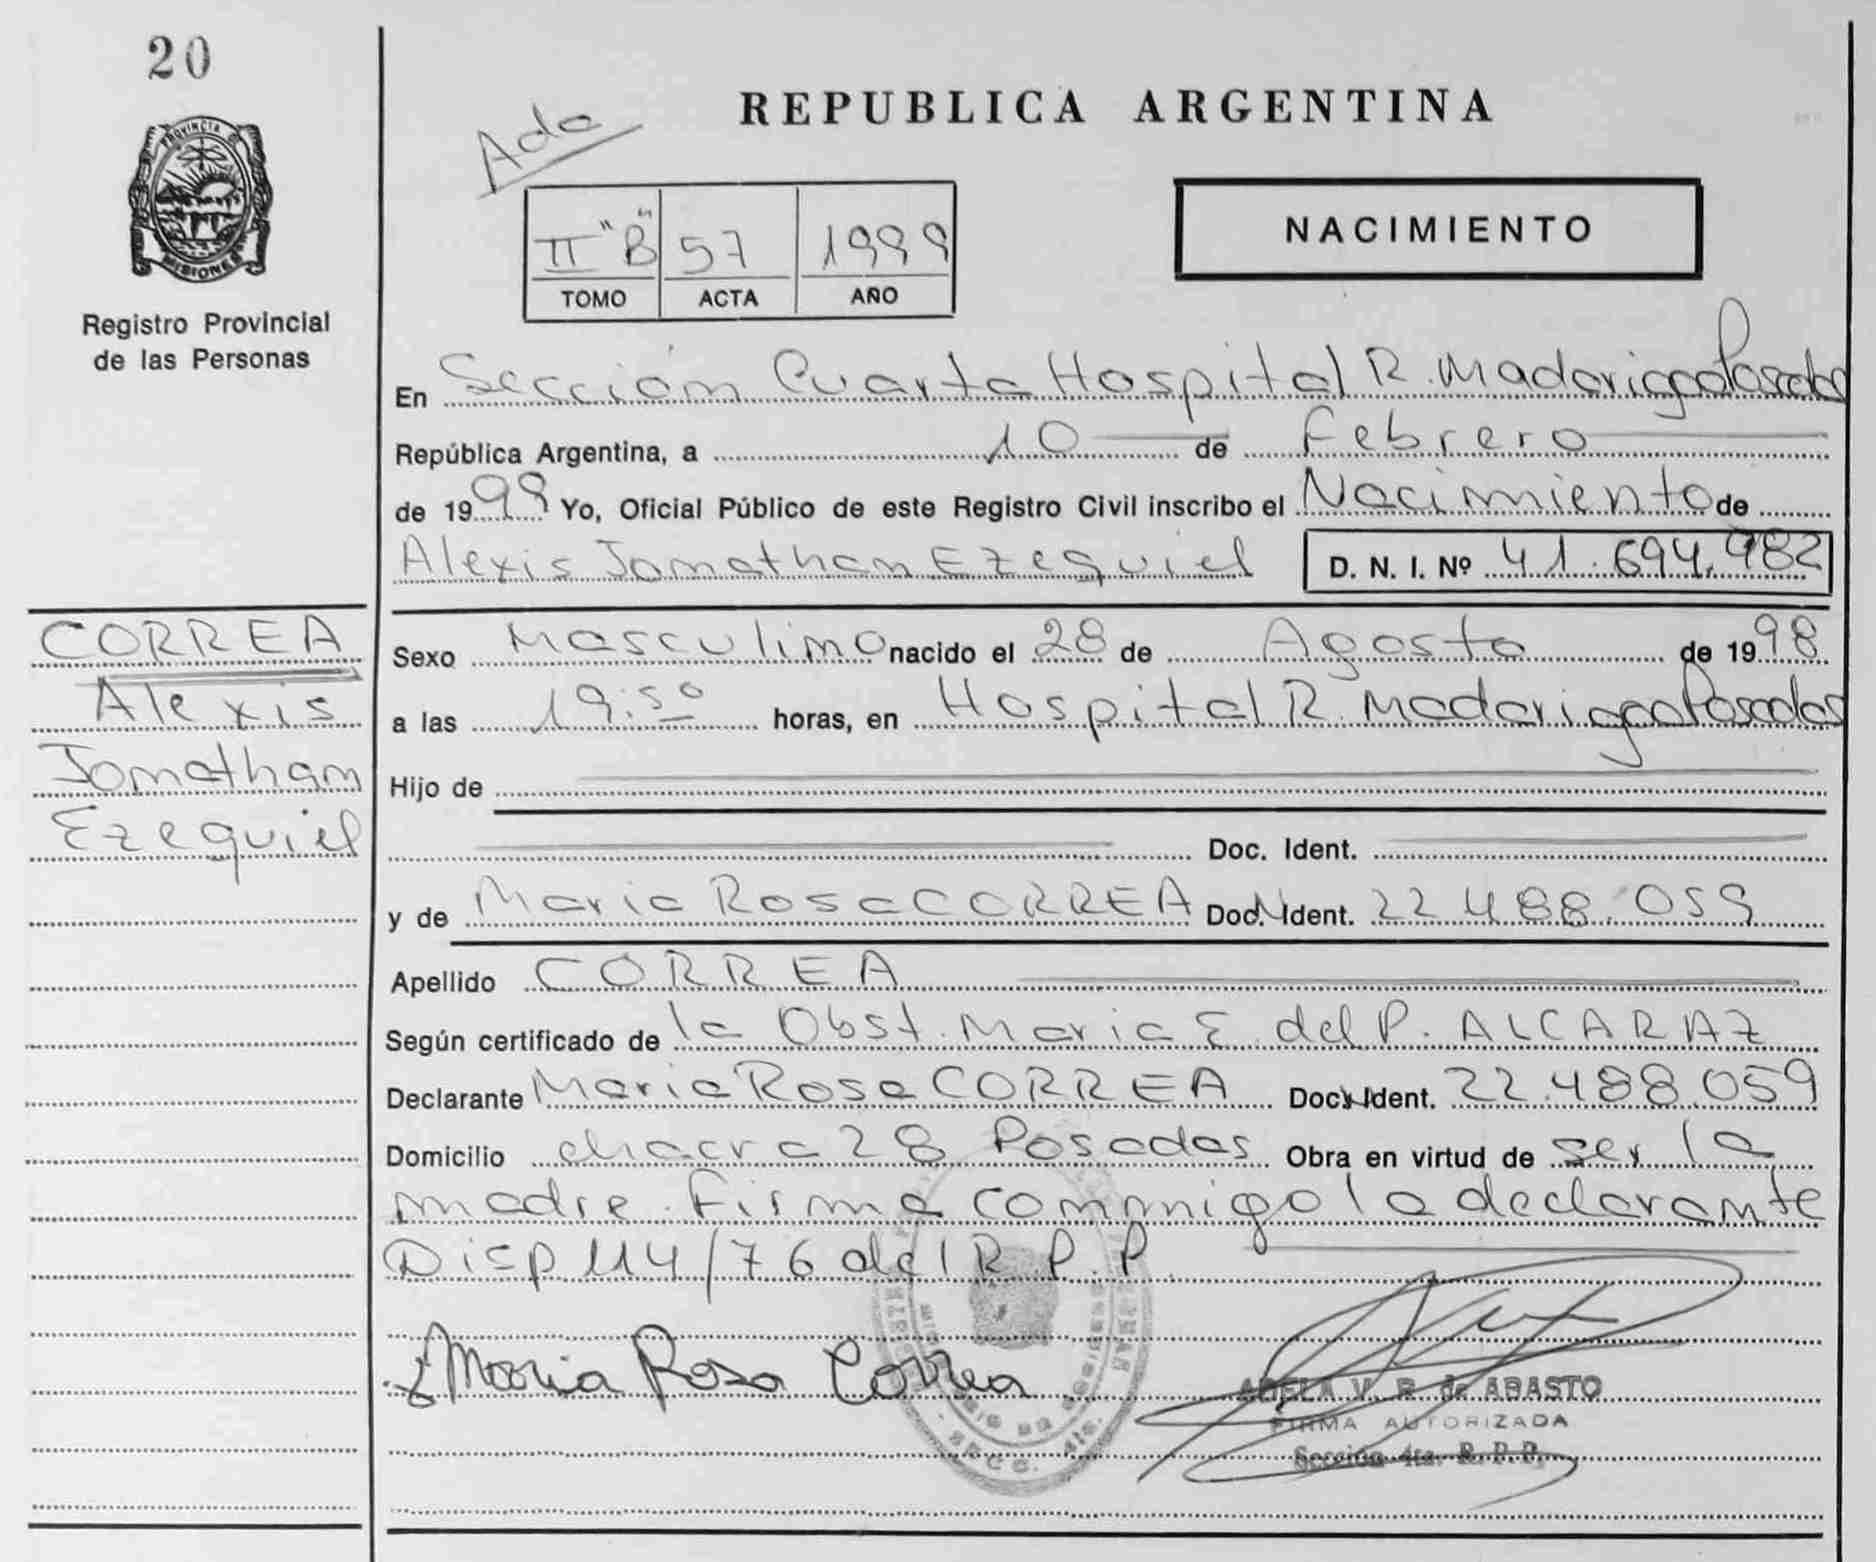 20
PROVINCIA D
MISIONES
Registro Provincial
de las Personas
REPUBLICA ARGENTINA
II "B" 57 1999
TOMO ACTA AÑO
NACIMIENTO
En Sección Cuarta Hospital R. Madariaga Posadas
República Argentina, a 10 de Febrero
de 1999 Yo, Oficial Público de este Registro Civil inscribo el Nacimiento de
Alexis Jonathan Ezequiel D. N. I. Nº 41.694.982
CORREA
Alexis
Jonathan
Ezequiel
Sexo Masculino nacido el 28 de Agosto de 1998
a las 19:50 horas, en Hospital R. Madariaga Posadas
Hijo de
Doc. Ident.
y de Maria Rosa CORREA Doc. Ident. 22.488.059
Apellido CORREA
Según certificado de la Obst. Maria E. del P. ALCARAZ
Declarante Maria Rosa CORREA Doc. Ident. 22.488.059
Domicilio chacra 28 Posadas Obra en virtud de ser la
madre. Firma conmigo la declarante
Disp 114/76 del R.P.P.
Maria Rosa Correa
ADELA V. R. de ABASTO
FIRMA AUTORIZADA
Sección 4ta. R.P.P.